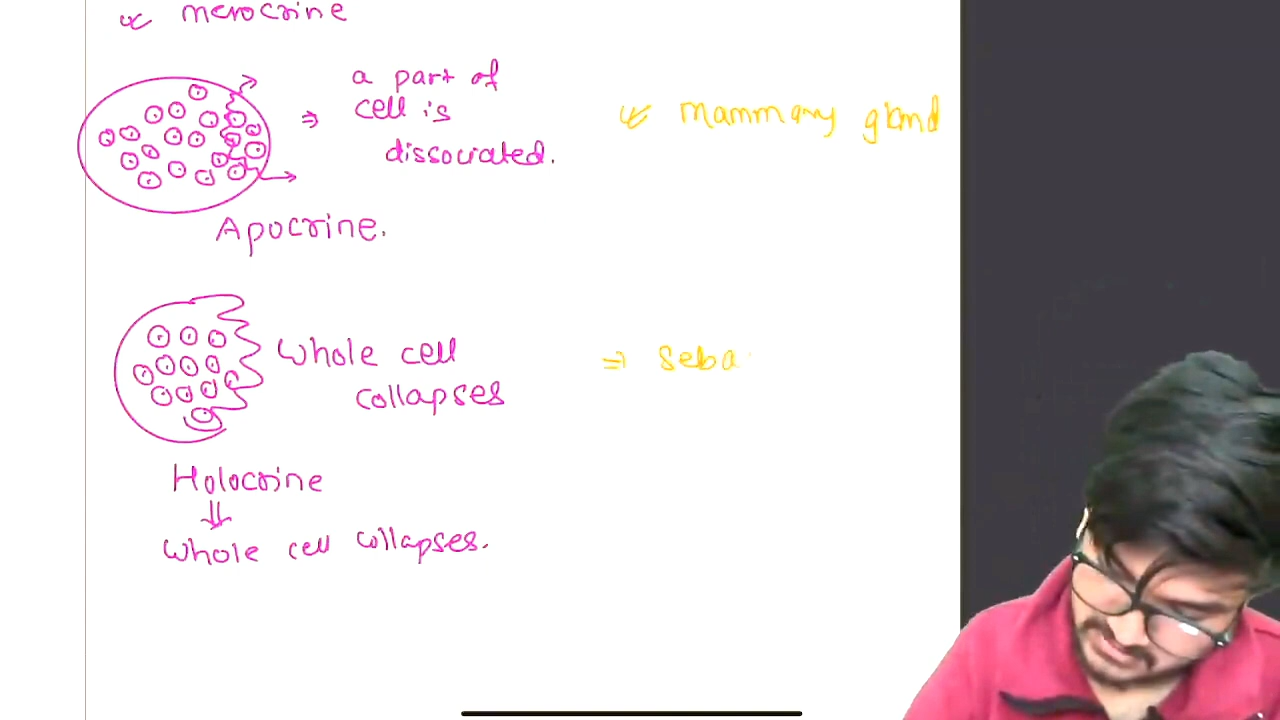 merocrine
a part of
cell is
dissociated.
mammary gland
Apocrine.
Whole cell
collapses
⇒ seba
Holocrine
Whole cell collapses.